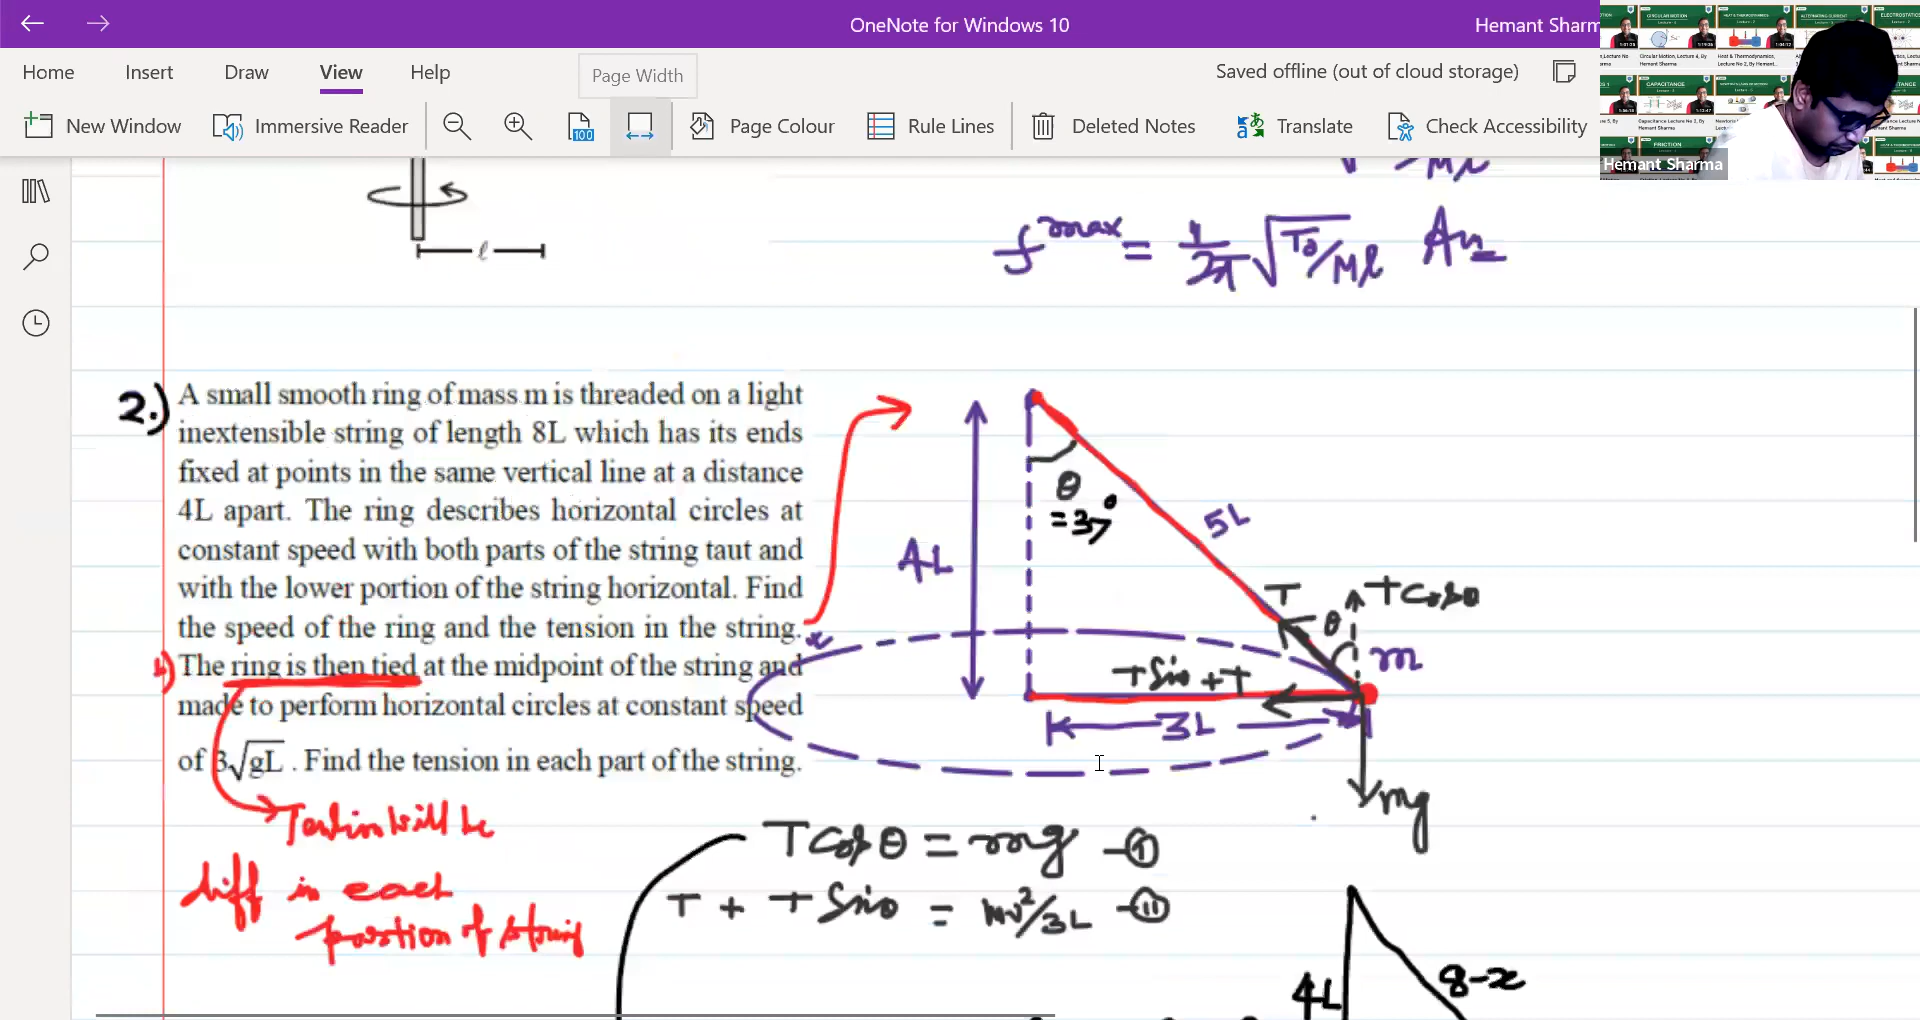 OneNote for Windows 10
Hemant Sharm
Home Insert Draw View Help
Page Width
Saved offline (out of cloud storage)
New Window Immersive Reader 100 Page Colour Rule Lines Deleted Notes Translate Check Accessibility
Hemant Sharma
ℓ
f max = 1/2π √T₀/Mℓ Ans
2.) A small smooth ring of mass m is threaded on a light
inextensible string of length 8L which has its ends
fixed at points in the same vertical line at a distance
4L apart. The ring describes horizontal circles at
constant speed with both parts of the string taut and
with the lower portion of the string horizontal. Find
the speed of the ring and the tension in the string.
The ring is then tied at the midpoint of the string and
made to perform horizontal circles at constant speed
of 3√gL . Find the tension in each part of the string.
Tension will be
diff in each
portion of string
4L
θ
= 37°
5L
T
T Cosθ
θ
m
T Sin + T
3L
mg
T Cosθ = mg -(I)
T + T Sinθ = mv²/3L -(II)
4L
8-x